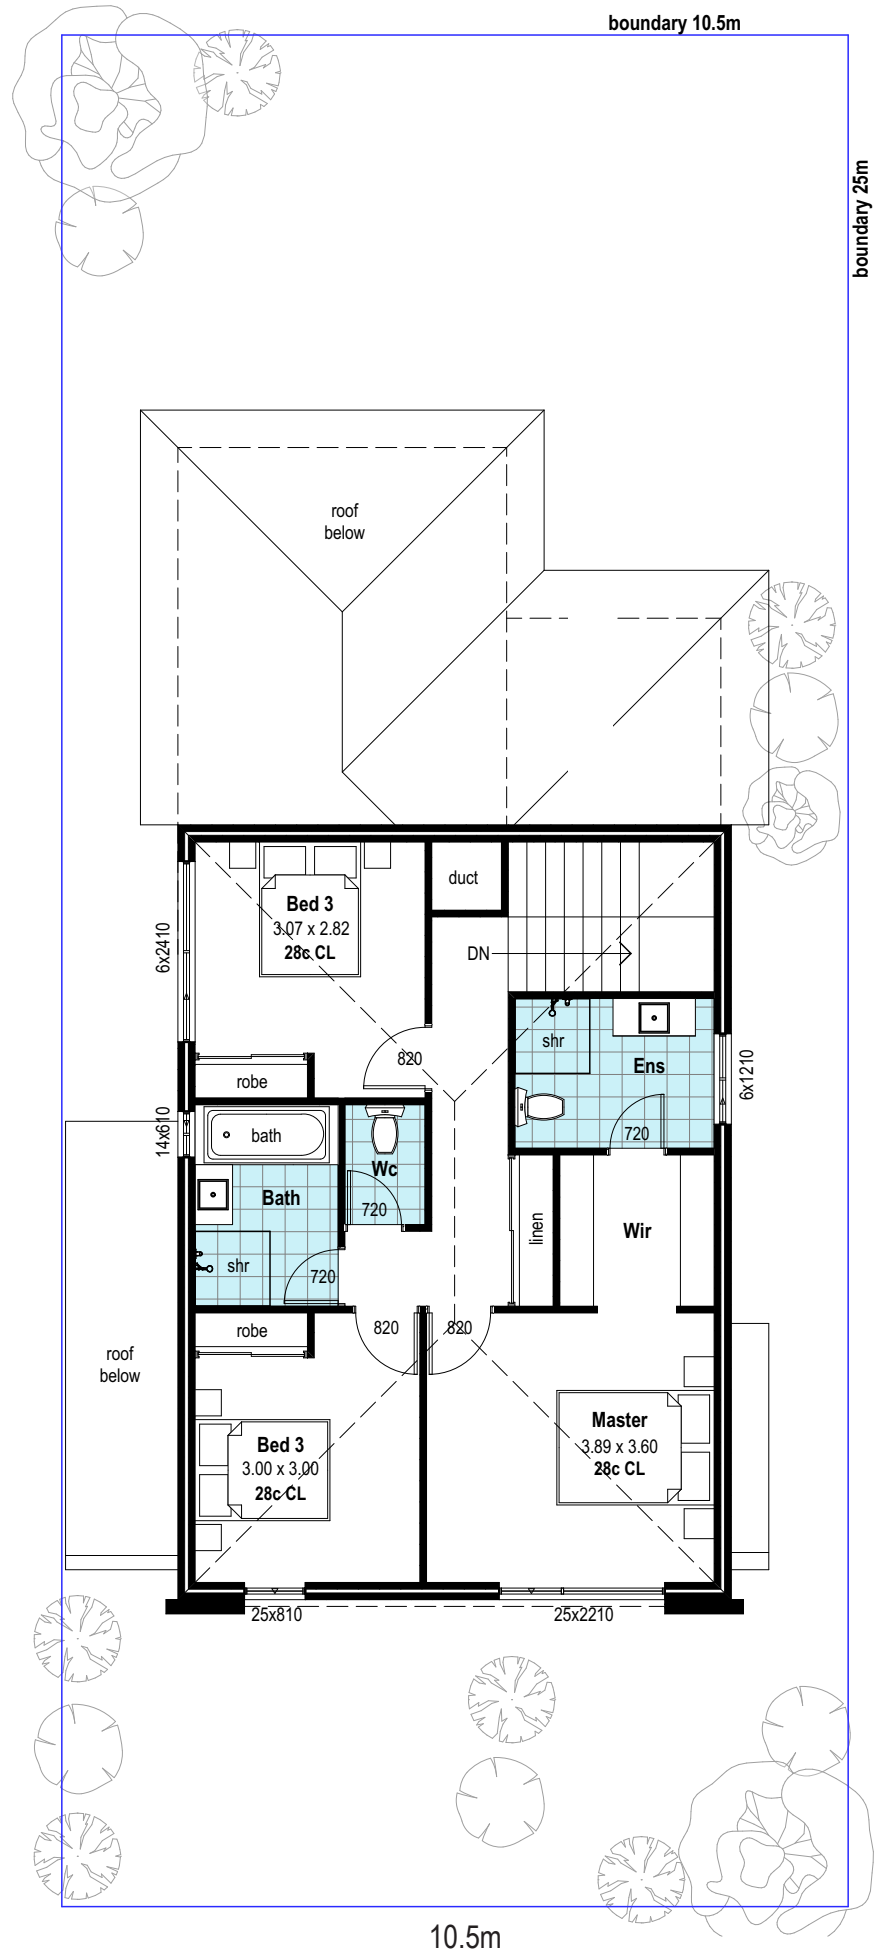 boundary 10.5m
boundary 25m
roof
below
duct
Bed 3
3.07 x 2.82
28c CL
6x2410
DN
shr
Ens
6x1210
820
robe
14x610
bath
Wc
720
Bath
720
linen
Wir
shr
720
robe
820
820
roof
below
Master
3.89 x 3.60
28c CL
Bed 3
3.00 x 3.00
28c CL
25x810
25x2210
10.5m